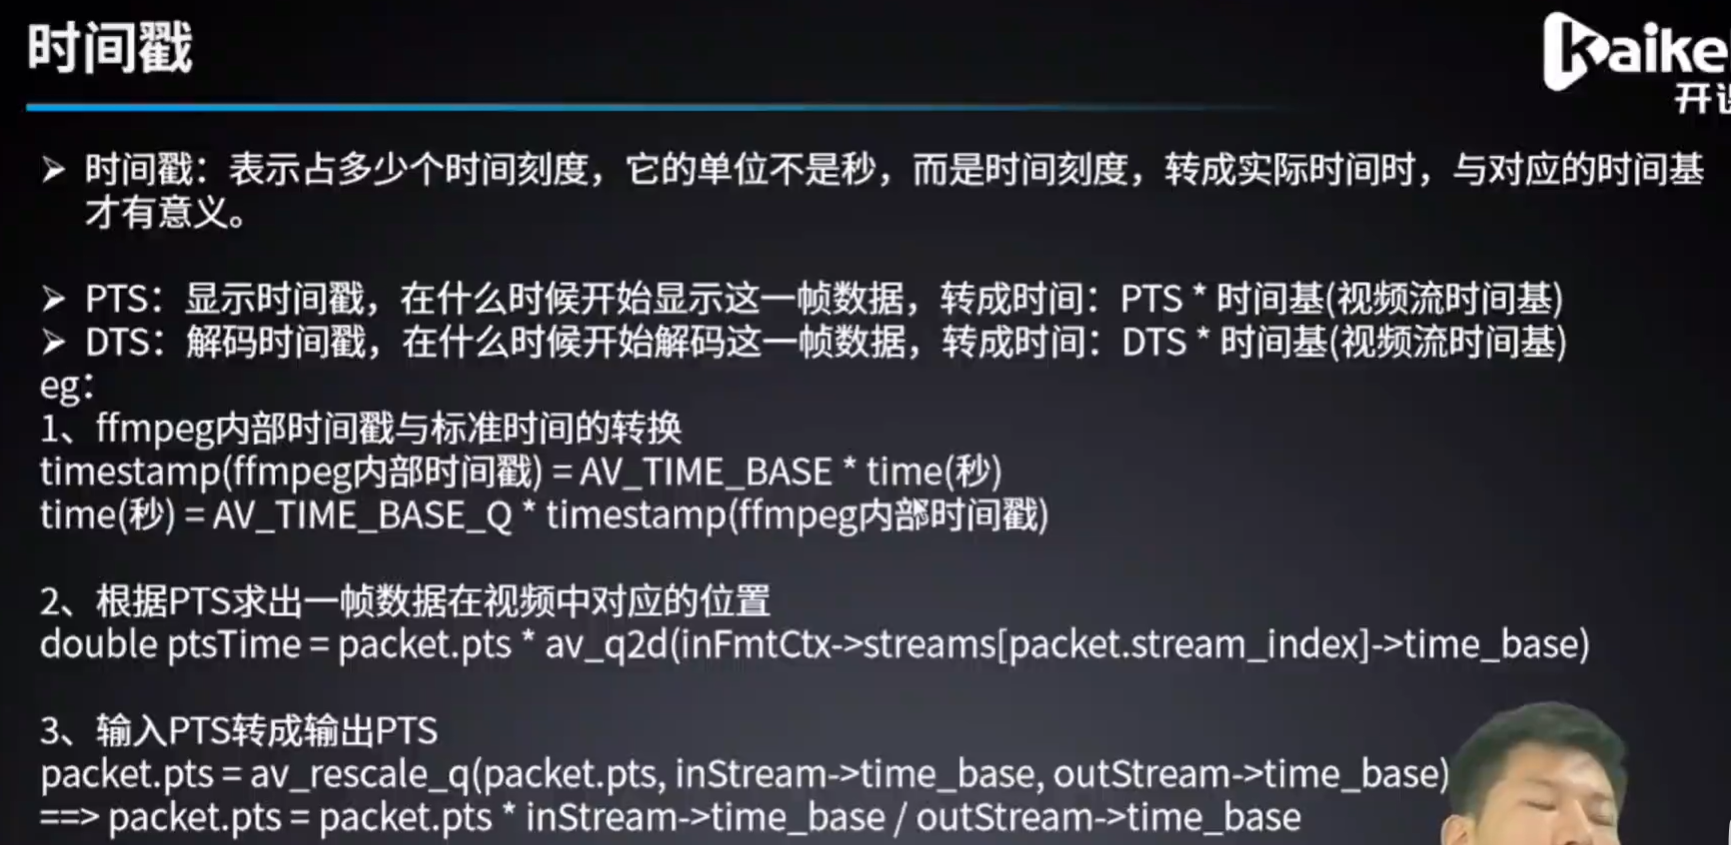 时间戳
Kaike
开课
➢ 时间戳：表示占多少个时间刻度，它的单位不是秒，而是时间刻度，转成实际时间时，与对应的时间基
才有意义。
➢ PTS：显示时间戳，在什么时候开始显示这一帧数据，转成时间：PTS * 时间基(视频流时间基)
➢ DTS：解码时间戳，在什么时候开始解码这一帧数据，转成时间：DTS * 时间基(视频流时间基)
eg：
1、ffmpeg内部时间戳与标准时间的转换
timestamp(ffmpeg内部时间戳) = AV_TIME_BASE * time(秒)
time(秒) = AV_TIME_BASE_Q * timestamp(ffmpeg内部时间戳)
2、根据PTS求出一帧数据在视频中对应的位置
double ptsTime = packet.pts * av_q2d(inFmtCtx->streams[packet.stream_index]->time_base)
3、输入PTS转成输出PTS
packet.pts = av_rescale_q(packet.pts, inStream->time_base, outStream->time_base)
==> packet.pts = packet.pts * inStream->time_base / outStream->time_base